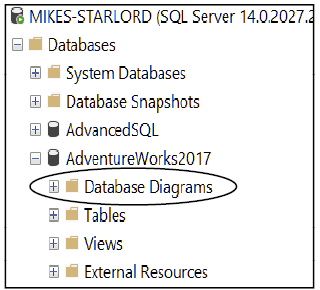 MIKES-STARLORD (SQL Server 14.0.2027.2
Databases
System Databases
Database Snapshots
AdvancedSQL
AdventureWorks2017
Database Diagrams
Tables
Views
External Resources